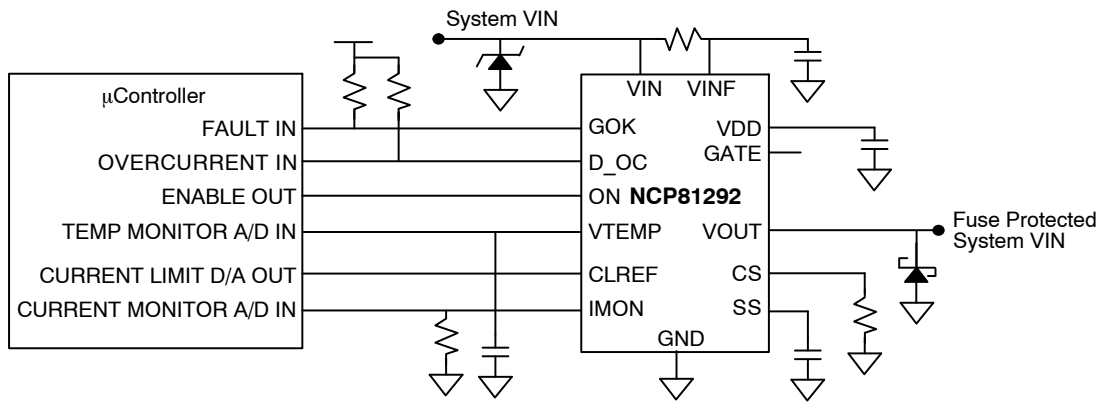 System VIN
μController
FAULT IN
OVERCURRENT IN
ENABLE OUT
TEMP MONITOR A/D IN
CURRENT LIMIT D/A OUT
CURRENT MONITOR A/D IN
VIN VINF
GOK
D_OC
ON NCP81292
VTEMP
CLREF
IMON
VDD
GATE
VOUT
CS
SS
GND
Fuse Protected
System VIN